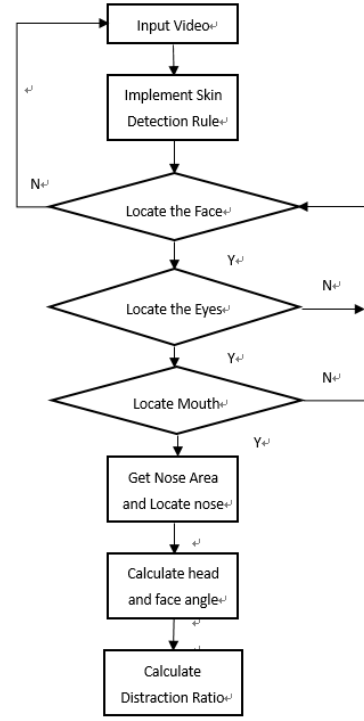 Input Video
Implement Skin
Detection Rule
N
Locate the Face
Y
Locate the Eyes
N
Y
Locate Mouth
N
Y
Get Nose Area
and Locate nose
Calculate head
and face angle
Calculate
Distraction Ratio